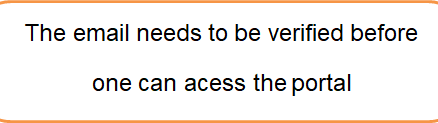 The email needs to be verified before
one can acess the portal